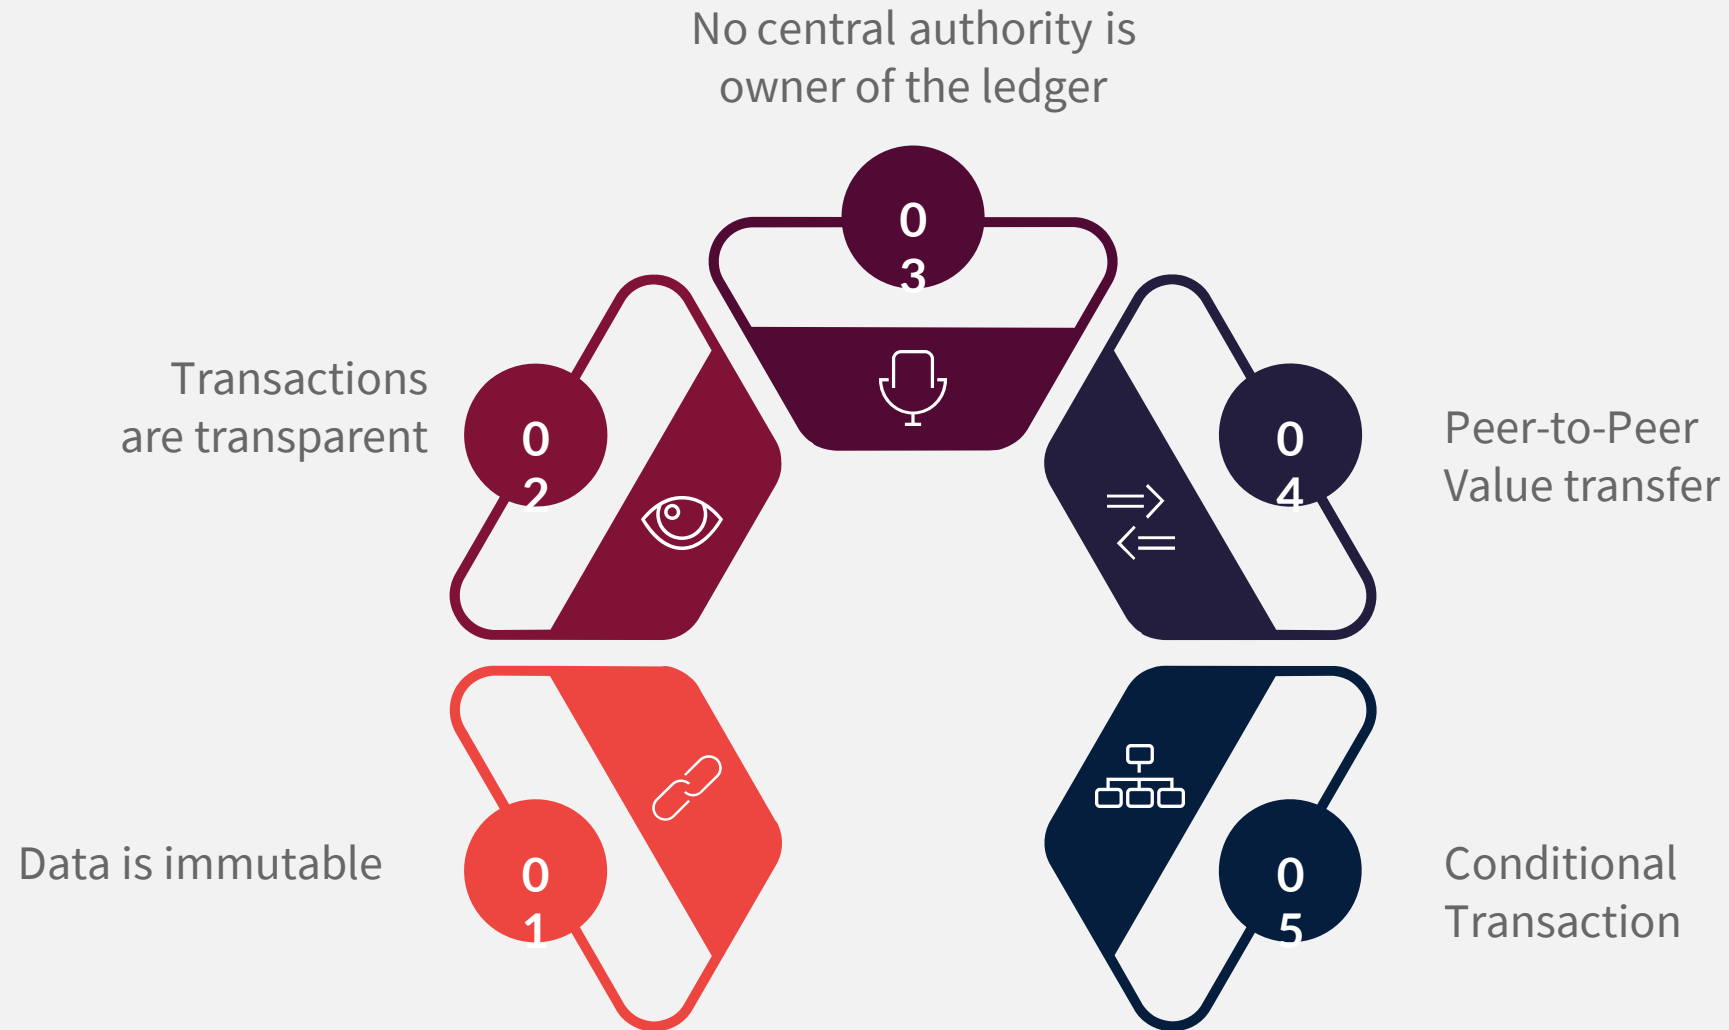 No central authority is
owner of the ledger
0
3
Transactions
are transparent
0
2
0
4
Peer-to-Peer
Value transfer
Data is immutable
0
1
0
5
Conditional
Transaction